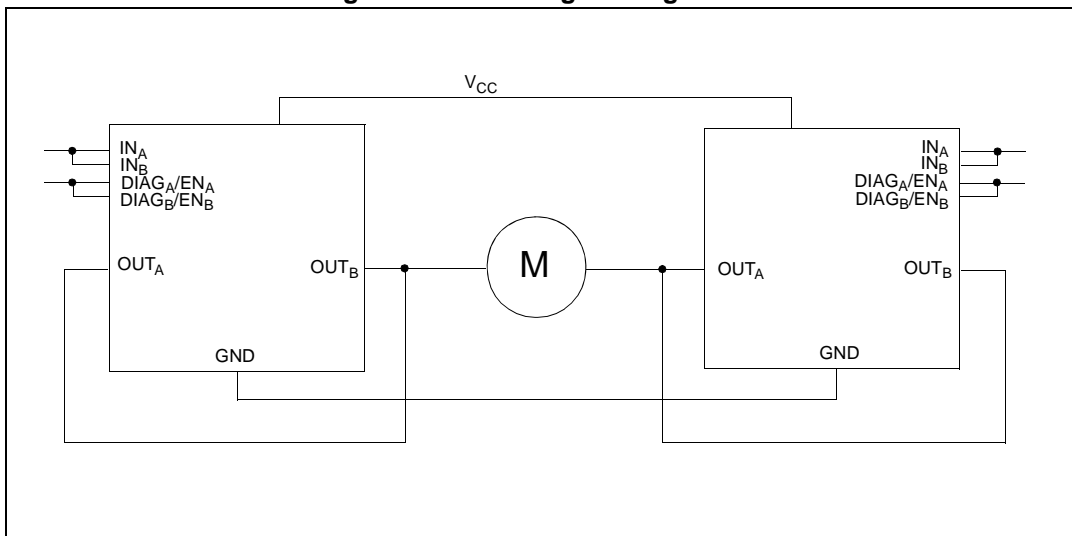 V_CC
IN_A
IN_B
DIAG_A/EN_A
DIAG_B/EN_B
OUT_A
OUT_B
GND
M
IN_A
IN_B
DIAG_A/EN_A
DIAG_B/EN_B
OUT_A
OUT_B
GND